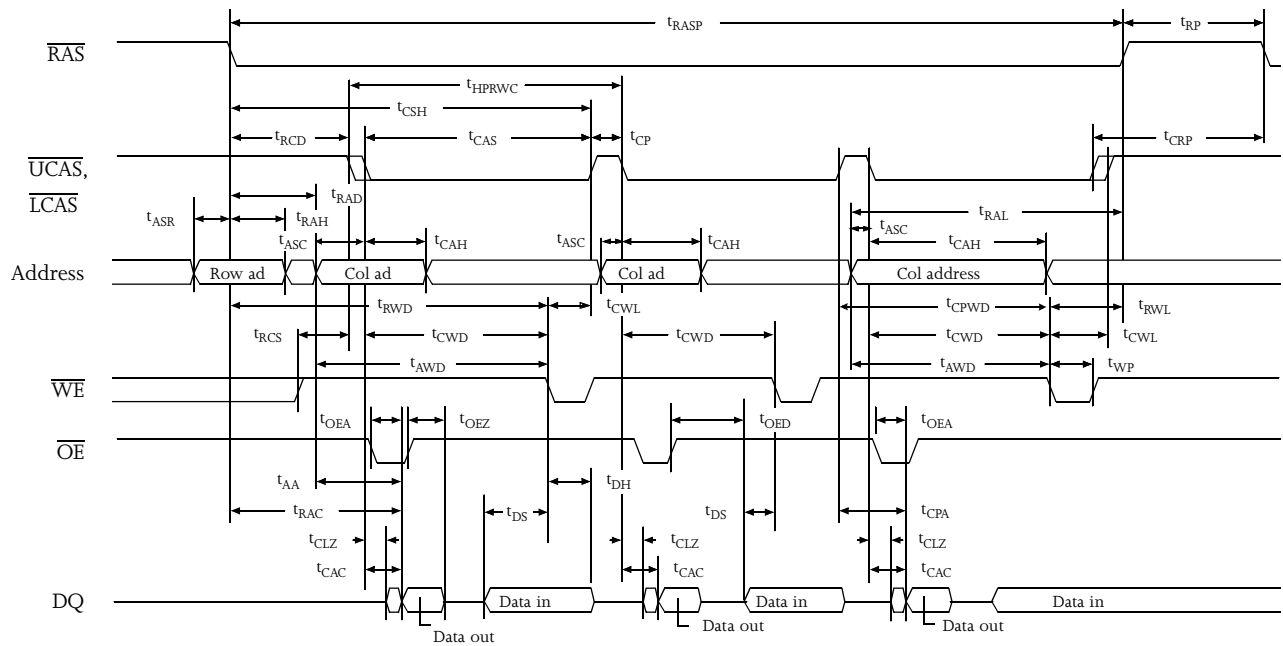 tRASP tRP
RAS
tHPRWC
tCSH
tRCD tCAS tCP tCRP
UCAS,
LCAS
tRAD
tASR tRAH tRAL
tASC tCAH tASC tCAH tASC tCAH
Address Row ad Col ad Col ad Col address
tRWD tCWL tCPWD tRWL
tRCS tCWD tCWD tCWD tCWL
tAWD tAWD tWP
WE
tOEA tOEZ tOED tOEA
OE
tAA tDH
tRAC tDS tDS tCPA
tCLZ tCLZ tCLZ
tCAC tCAC tCAC
DQ Data in Data in Data in
Data out Data out Data out